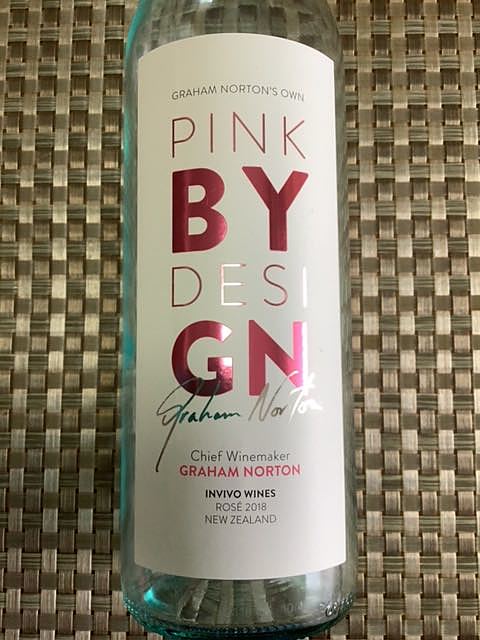 GRAHAM NORTON'S OWN
PINK
BY
DESI
GN
Graham Norton
Chief Winemaker
GRAHAM NORTON
INVIVO WINES
ROSÉ 2018
NEW ZEALAND